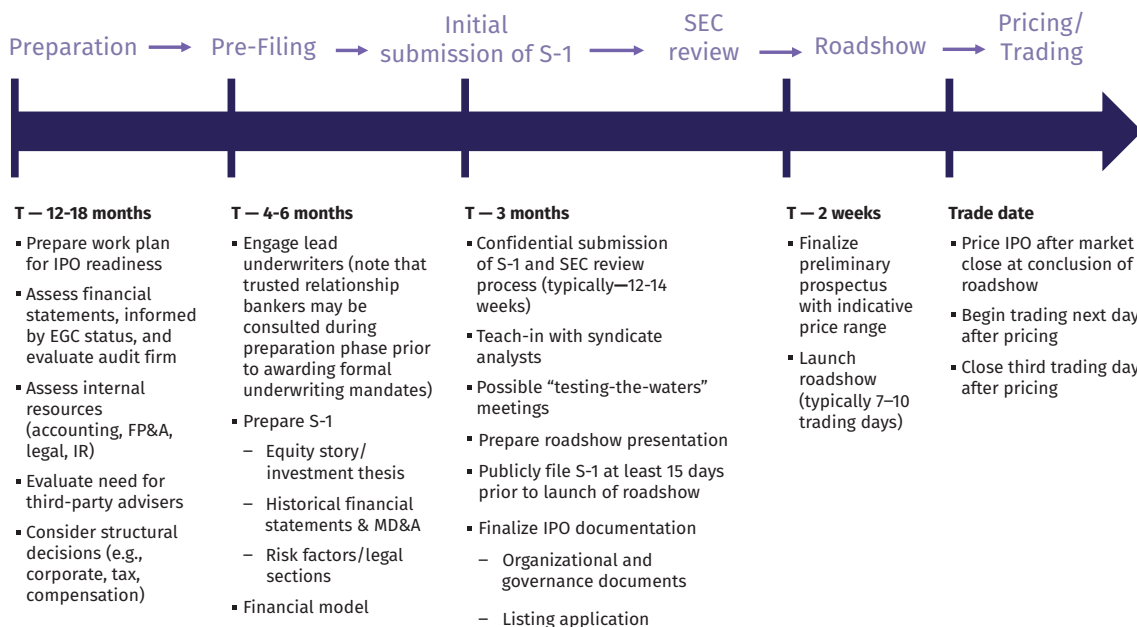 Preparation
Pre-Filing
Initial
submission of S-1
SEC
review
Roadshow
Pricing/
Trading
T — 12-18 months
▪ Prepare work plan
for IPO readiness
▪ Assess financial
statements, informed
by EGC status, and
evaluate audit firm
▪ Assess internal
resources
(accounting, FP&A,
legal, IR)
▪ Evaluate need for
third-party advisers
▪ Consider structural
decisions (e.g.,
corporate, tax,
compensation)
T — 4-6 months
▪ Engage lead
underwriters (note that
trusted relationship
bankers may be
consulted during
preparation phase prior
to awarding formal
underwriting mandates)
▪ Prepare S-1
– Equity story/
investment thesis
– Historical financial
statements & MD&A
– Risk factors/legal
sections
▪ Financial model
T — 3 months
▪ Confidential submission
of S-1 and SEC review
process (typically—12-14
weeks)
▪ Teach-in with syndicate
analysts
▪ Possible “testing-the-waters”
meetings
▪ Prepare roadshow presentation
▪ Publicly file S-1 at least 15 days
prior to launch of roadshow
▪ Finalize IPO documentation
– Organizational and
governance documents
– Listing application
T — 2 weeks
▪ Finalize
preliminary
prospectus
with indicative
price range
▪ Launch
roadshow
(typically 7–10
trading days)
Trade date
▪ Price IPO after market
close at conclusion of
roadshow
▪ Begin trading next day
after pricing
▪ Close third trading day
after pricing